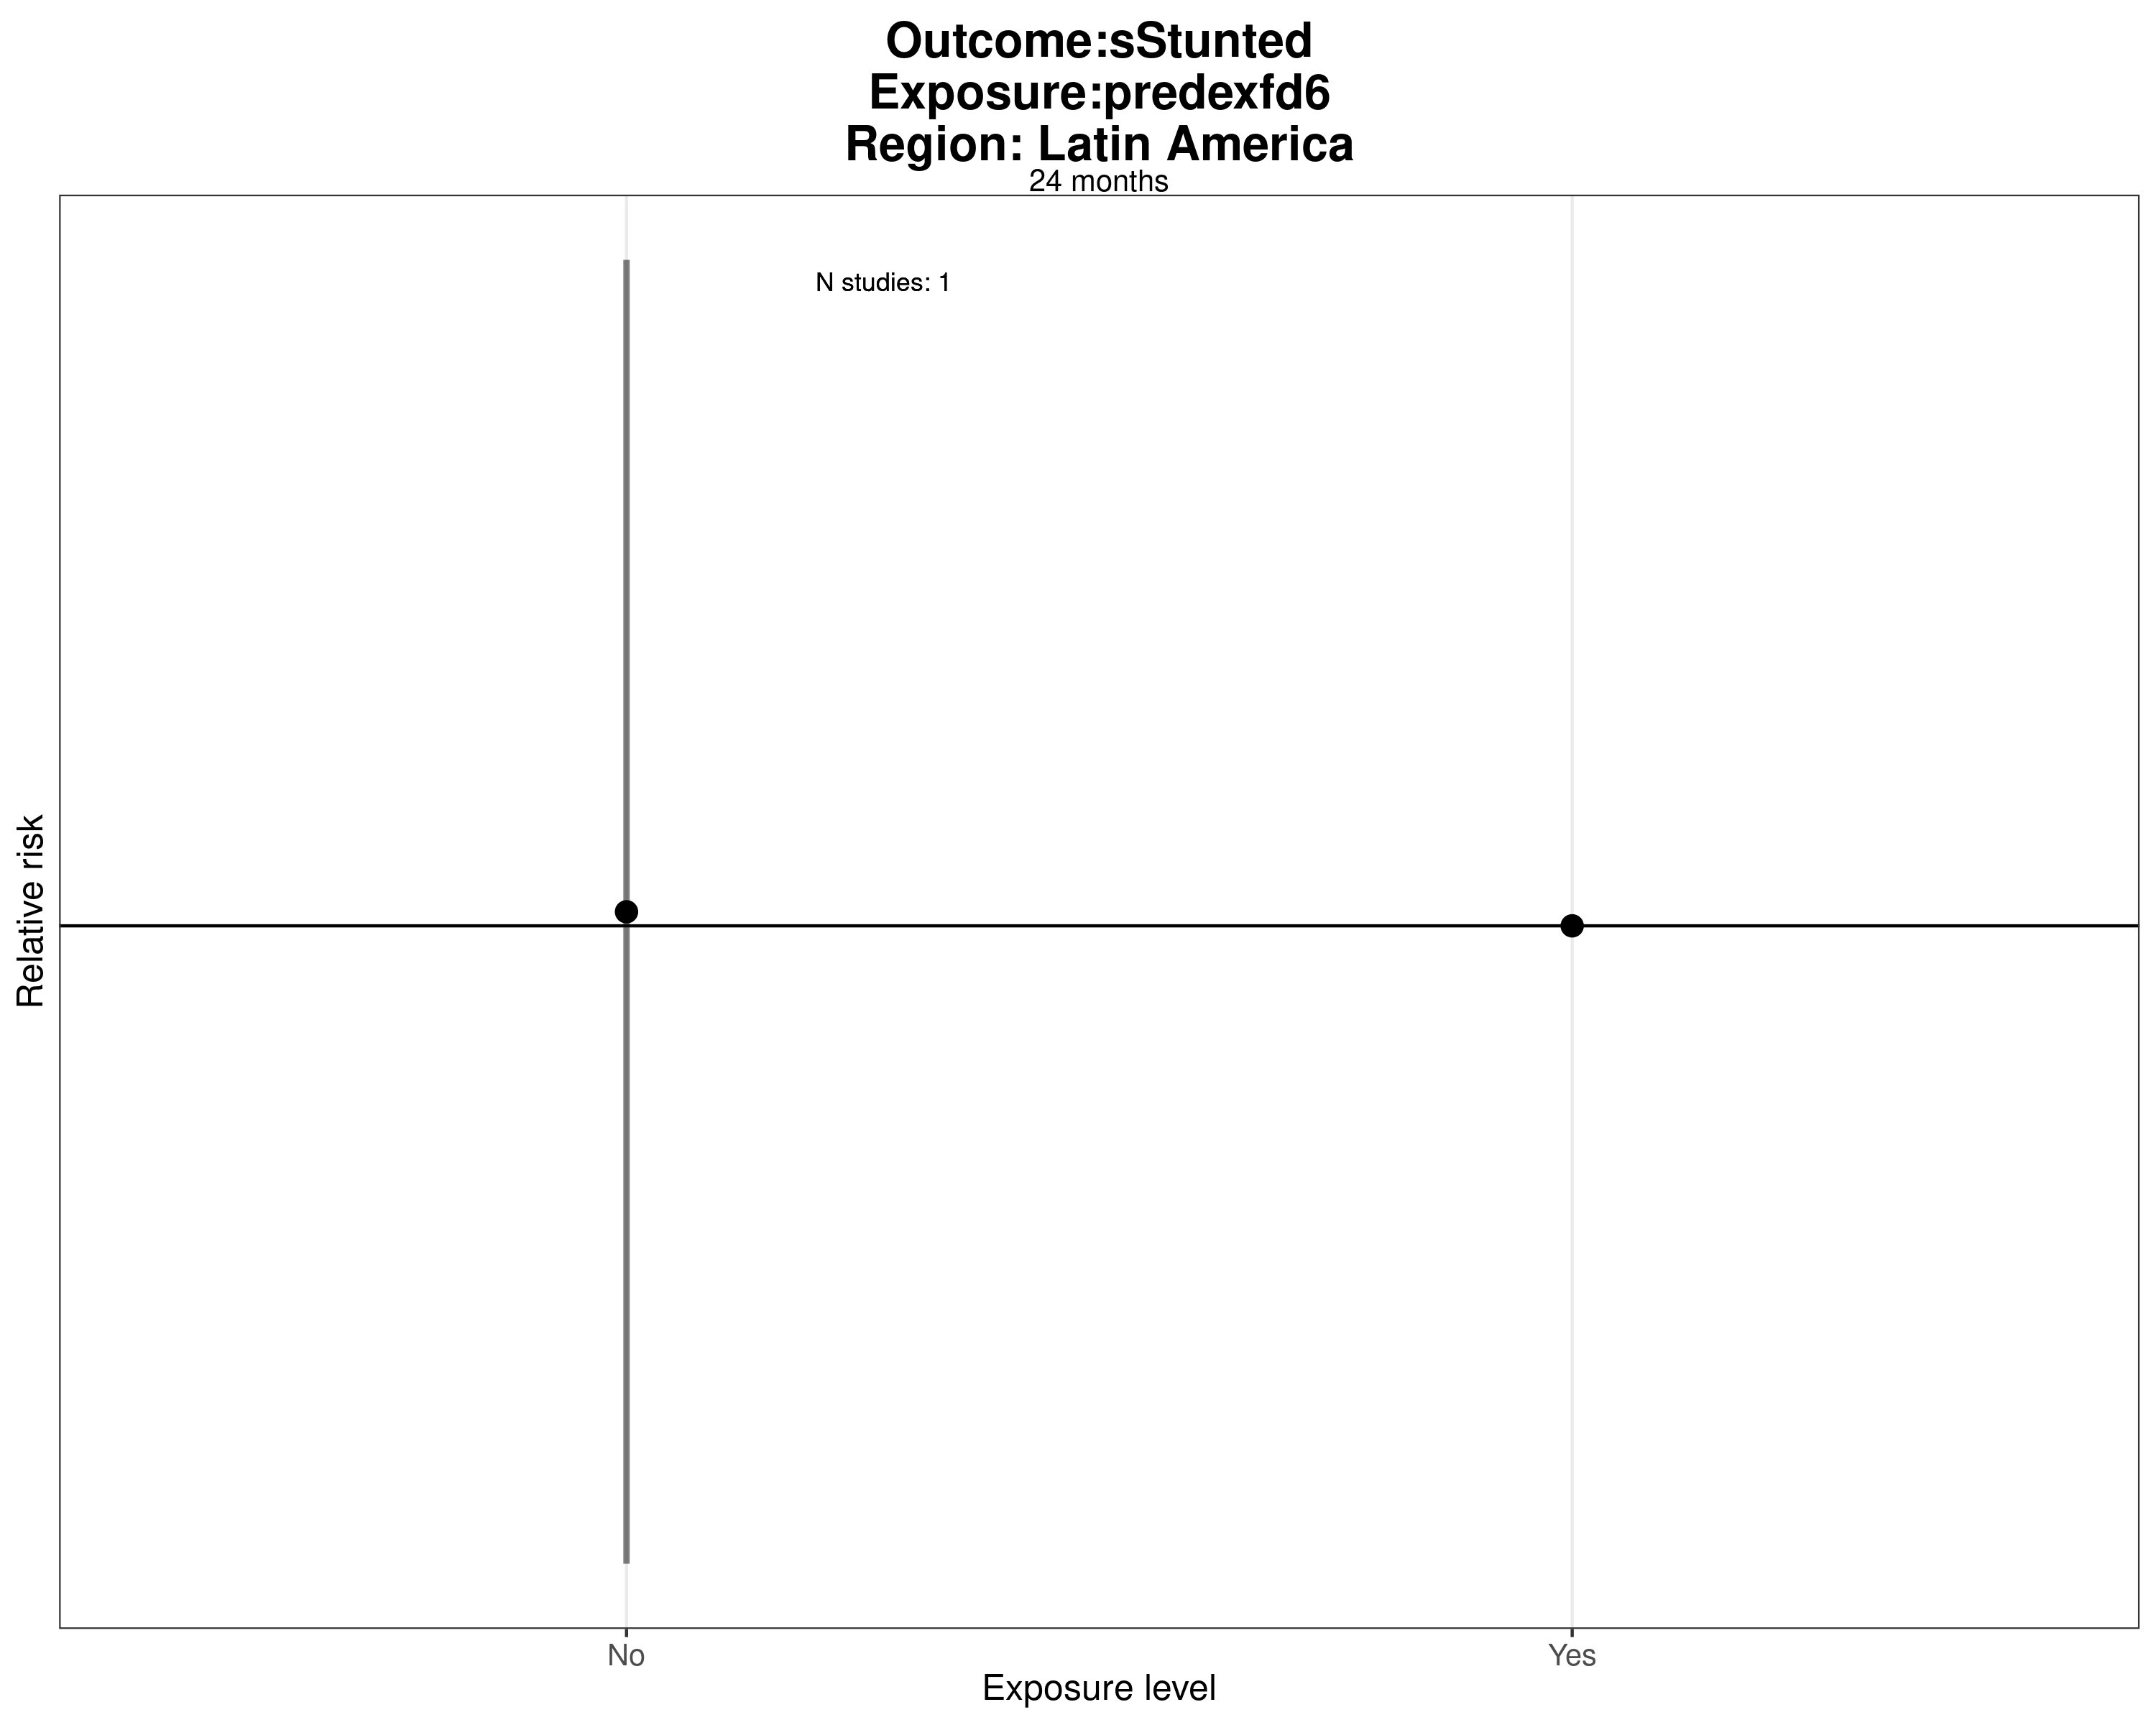 Outcome:sStunted
Exposure:predexfd6
Region: Latin America
24 months
N studies: 1
Relative risk
No
Yes
Exposure level